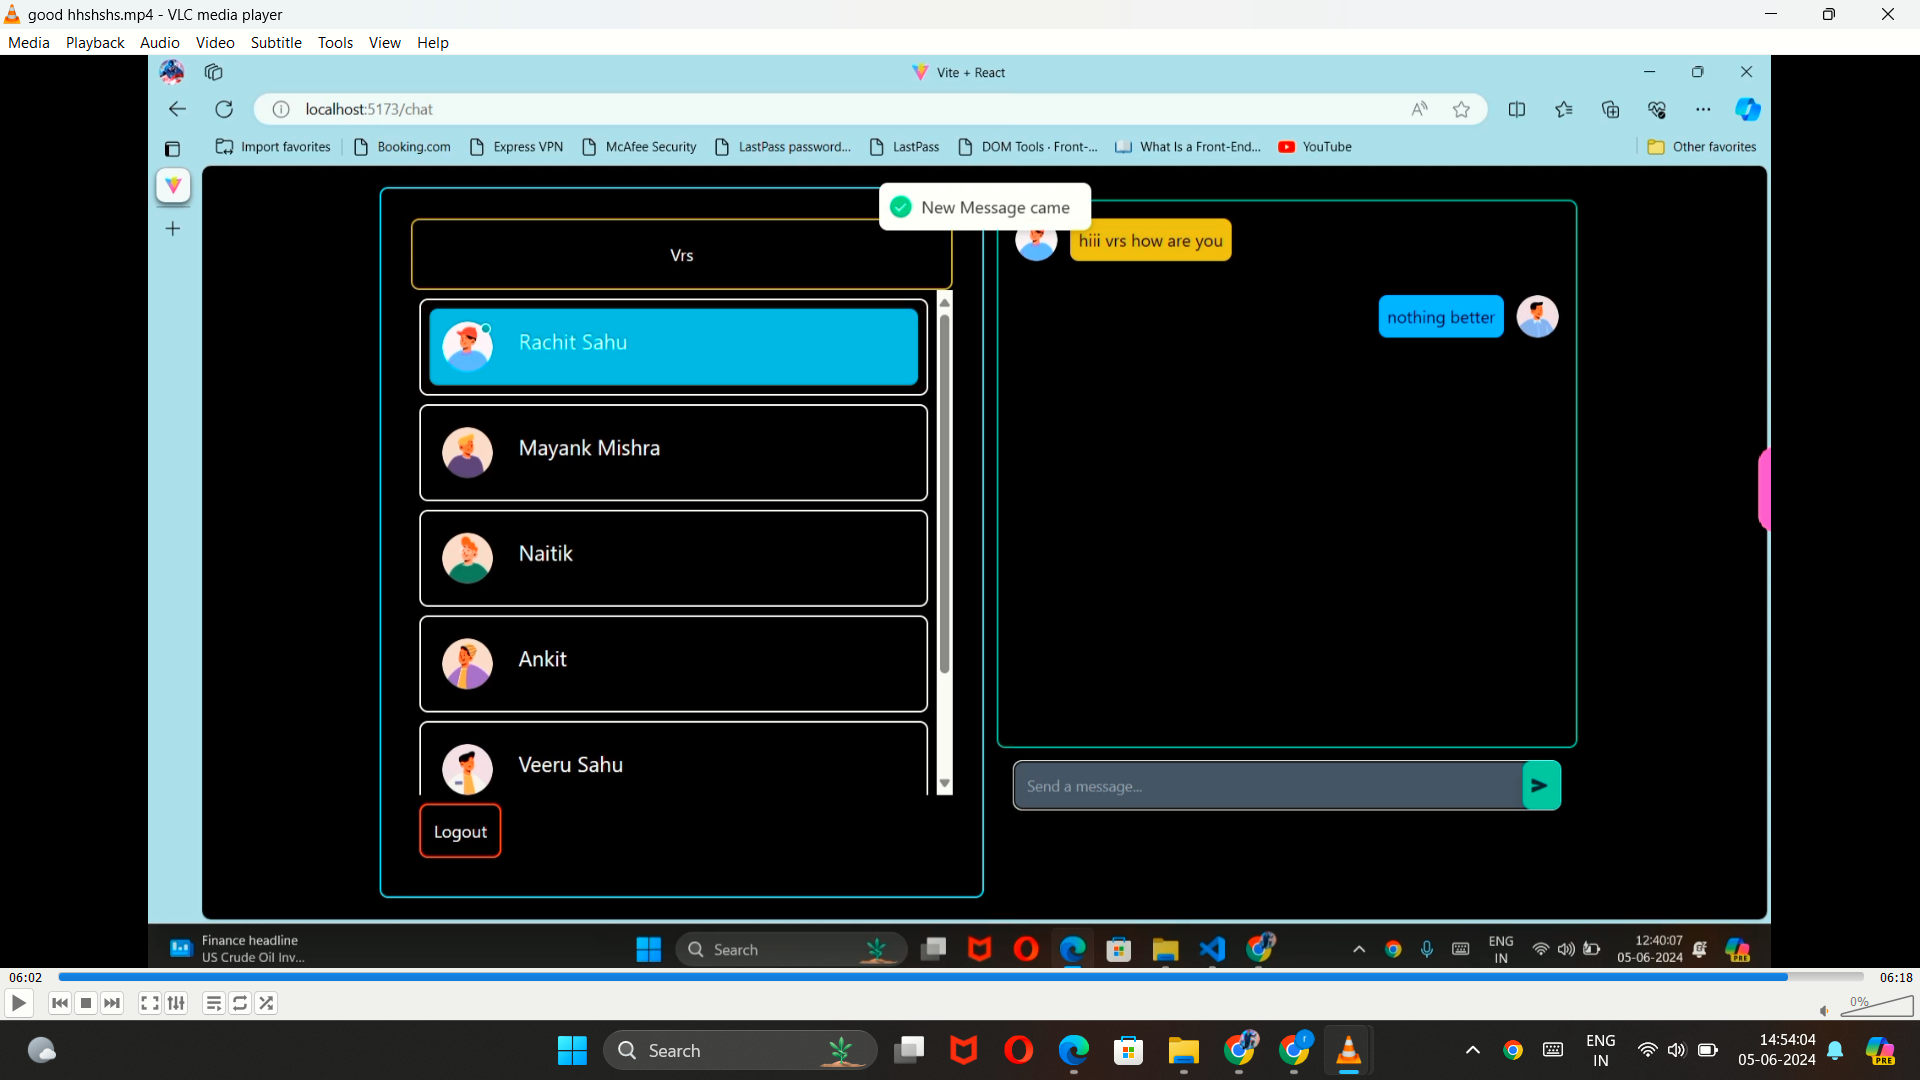 good hhshshs.mp4 - VLC media player
Media Playback Audio Video Subtitle Tools View Help
Vite + React
localhost:5173/chat
Import favorites Booking.com Express VPN McAfee Security LastPass password... LastPass DOM Tools · Front-... What Is a Front-End... YouTube Other favorites
New Message came
Vrs
hiii vrs how are you
nothing better
Rachit Sahu
Mayank Mishra
Naitik
Ankit
Veeru Sahu
Send a message...
Logout
Finance headline
US Crude Oil Inv...
Search
ENG
IN
12:40:07
05-06-2024
PRE
06:02
06:18
0%
Search
ENG
IN
14:54:04
05-06-2024
PRE